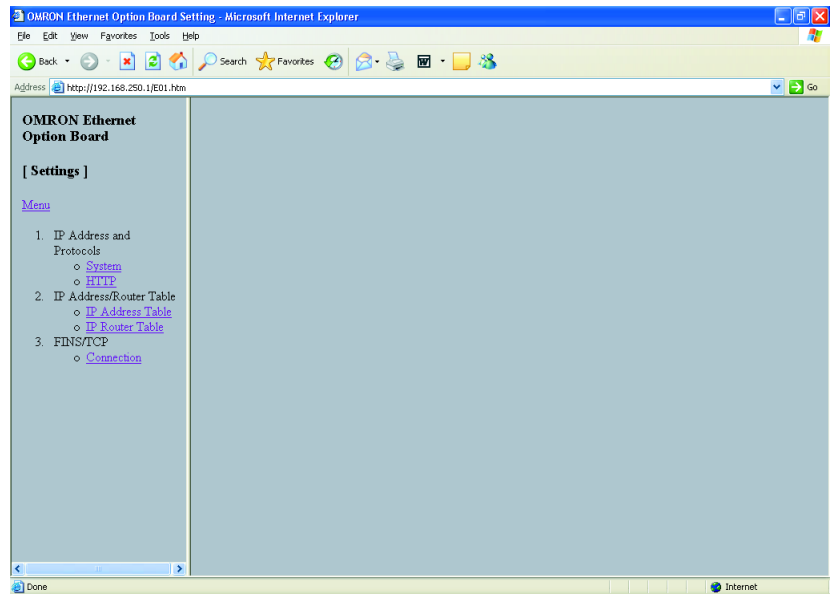 OMRON Ethernet Option Board Setting - Microsoft Internet Explorer
File Edit View Favorites Tools Help
Back Search Favorites
Address http://192.168.250.1/E01.htm Go
OMRON Ethernet
Option Board
[ Settings ]
Menu
1. IP Address and
Protocols
System
HTTP
2. IP Address/Router Table
IP Address Table
IP Router Table
3. FINS/TCP
Connection
Done Internet